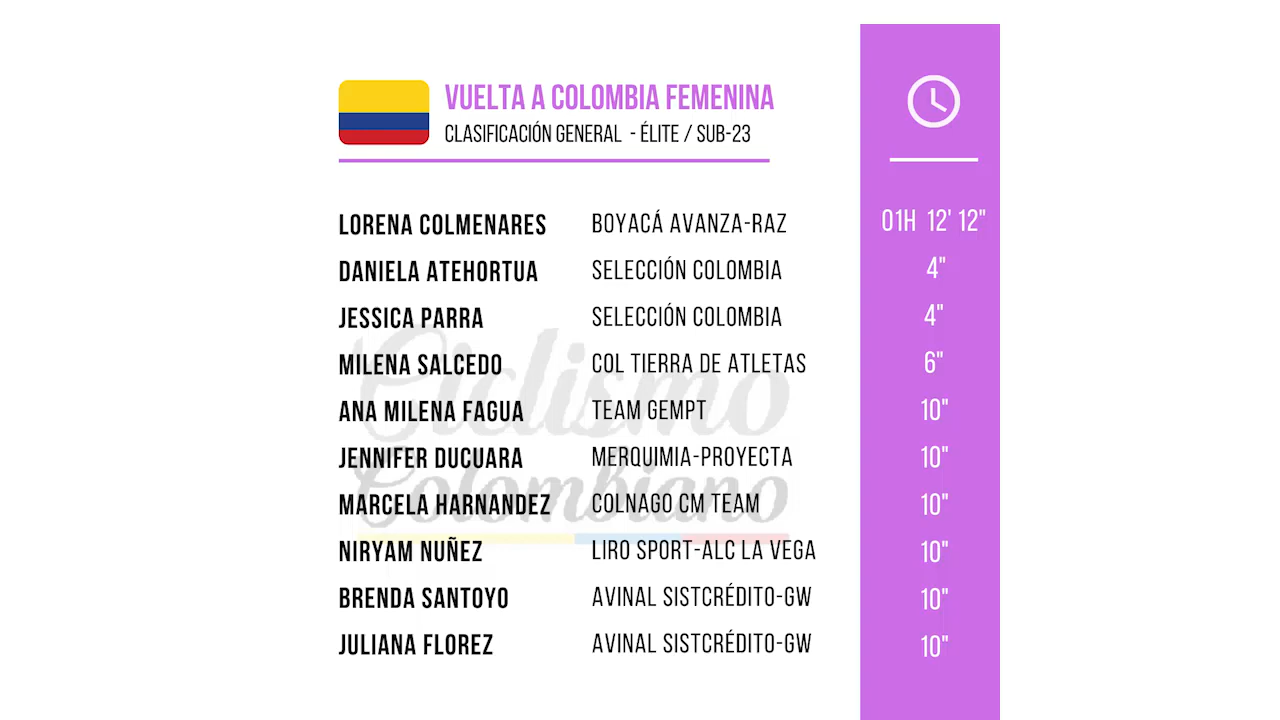 VUELTA A COLOMBIA FEMENINA
CLASIFICACIÓN GENERAL - ÉLITE / SUB-23
LORENA COLMENARES BOYACÁ AVANZA-RAZ 01H 12' 12"
DANIELA ATEHORTUA SELECCIÓN COLOMBIA 4"
JESSICA PARRA SELECCIÓN COLOMBIA 4"
MILENA SALCEDO COL TIERRA DE ATLETAS 6"
ANA MILENA FAGUA TEAM GEMPT 10"
JENNIFER DUCUARA MERQUIMIA-PROYECTA 10"
MARCELA HARNANDEZ COLNAGO CM TEAM 10"
NIRYAM NUÑEZ LIRO SPORT-ALC LA VEGA 10"
BRENDA SANTOYO AVINAL SISTCRÉDITO-GW 10"
JULIANA FLOREZ AVINAL SISTCRÉDITO-GW 10"
Ciclismo
Colombiano